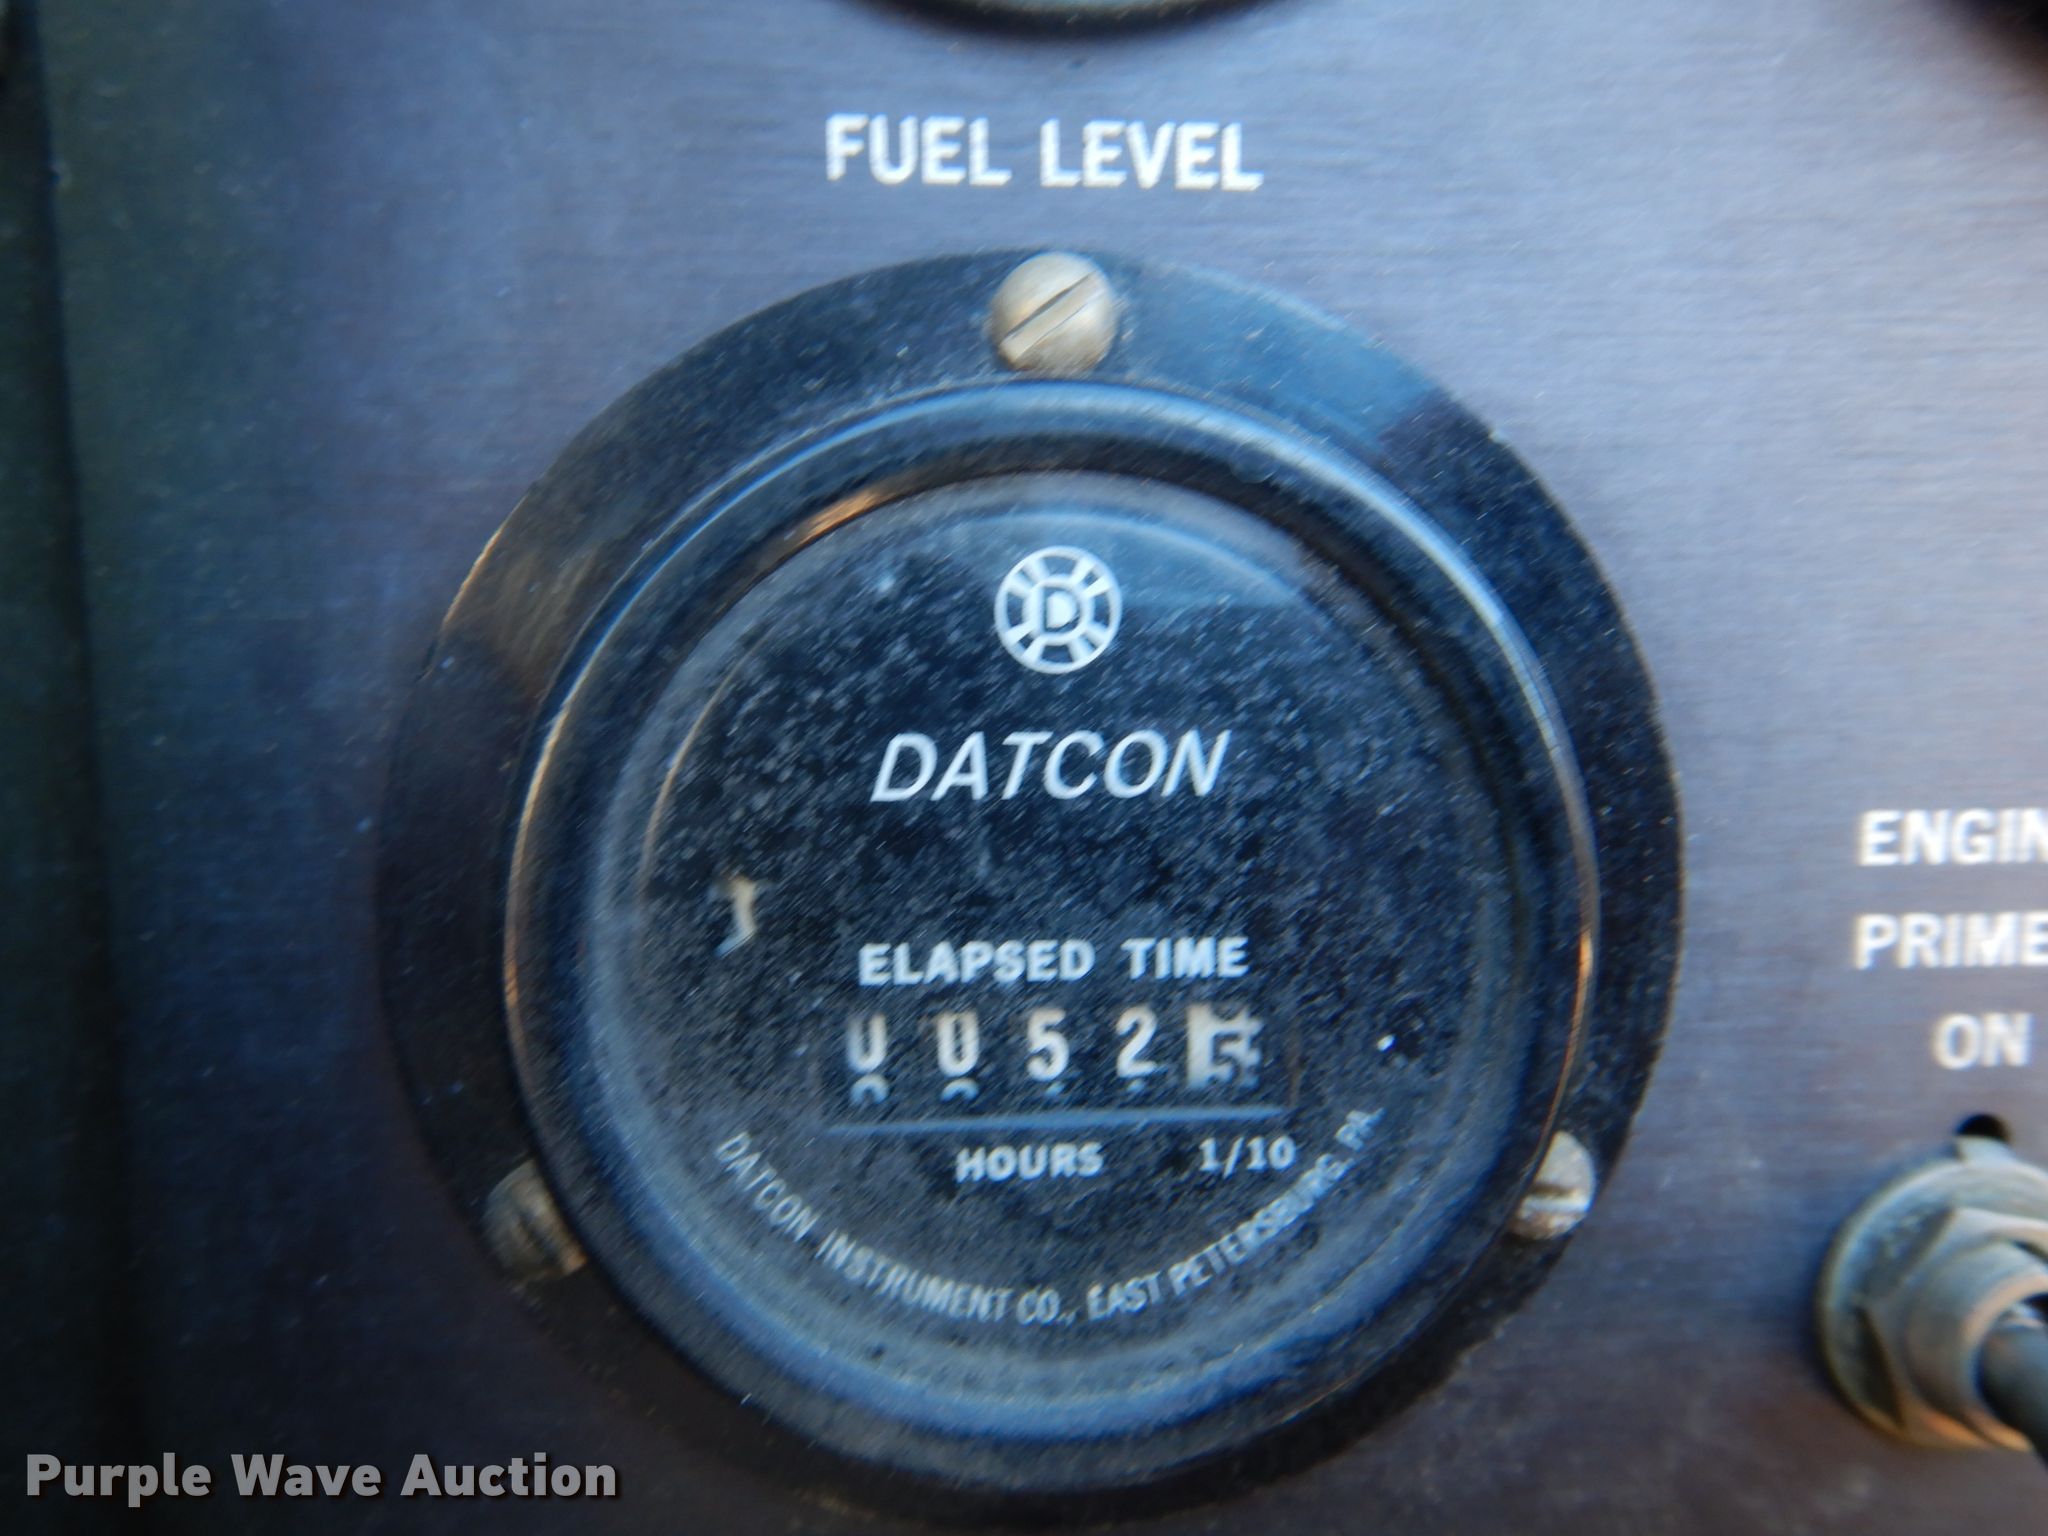 FUEL LEVEL
D
DATCON
ELAPSED TIME
0052
HOURS 1/10
DATCON INSTRUMENT CO., EAST PETERSBURG, PA
PRIME
ON
Purple Wave Auction